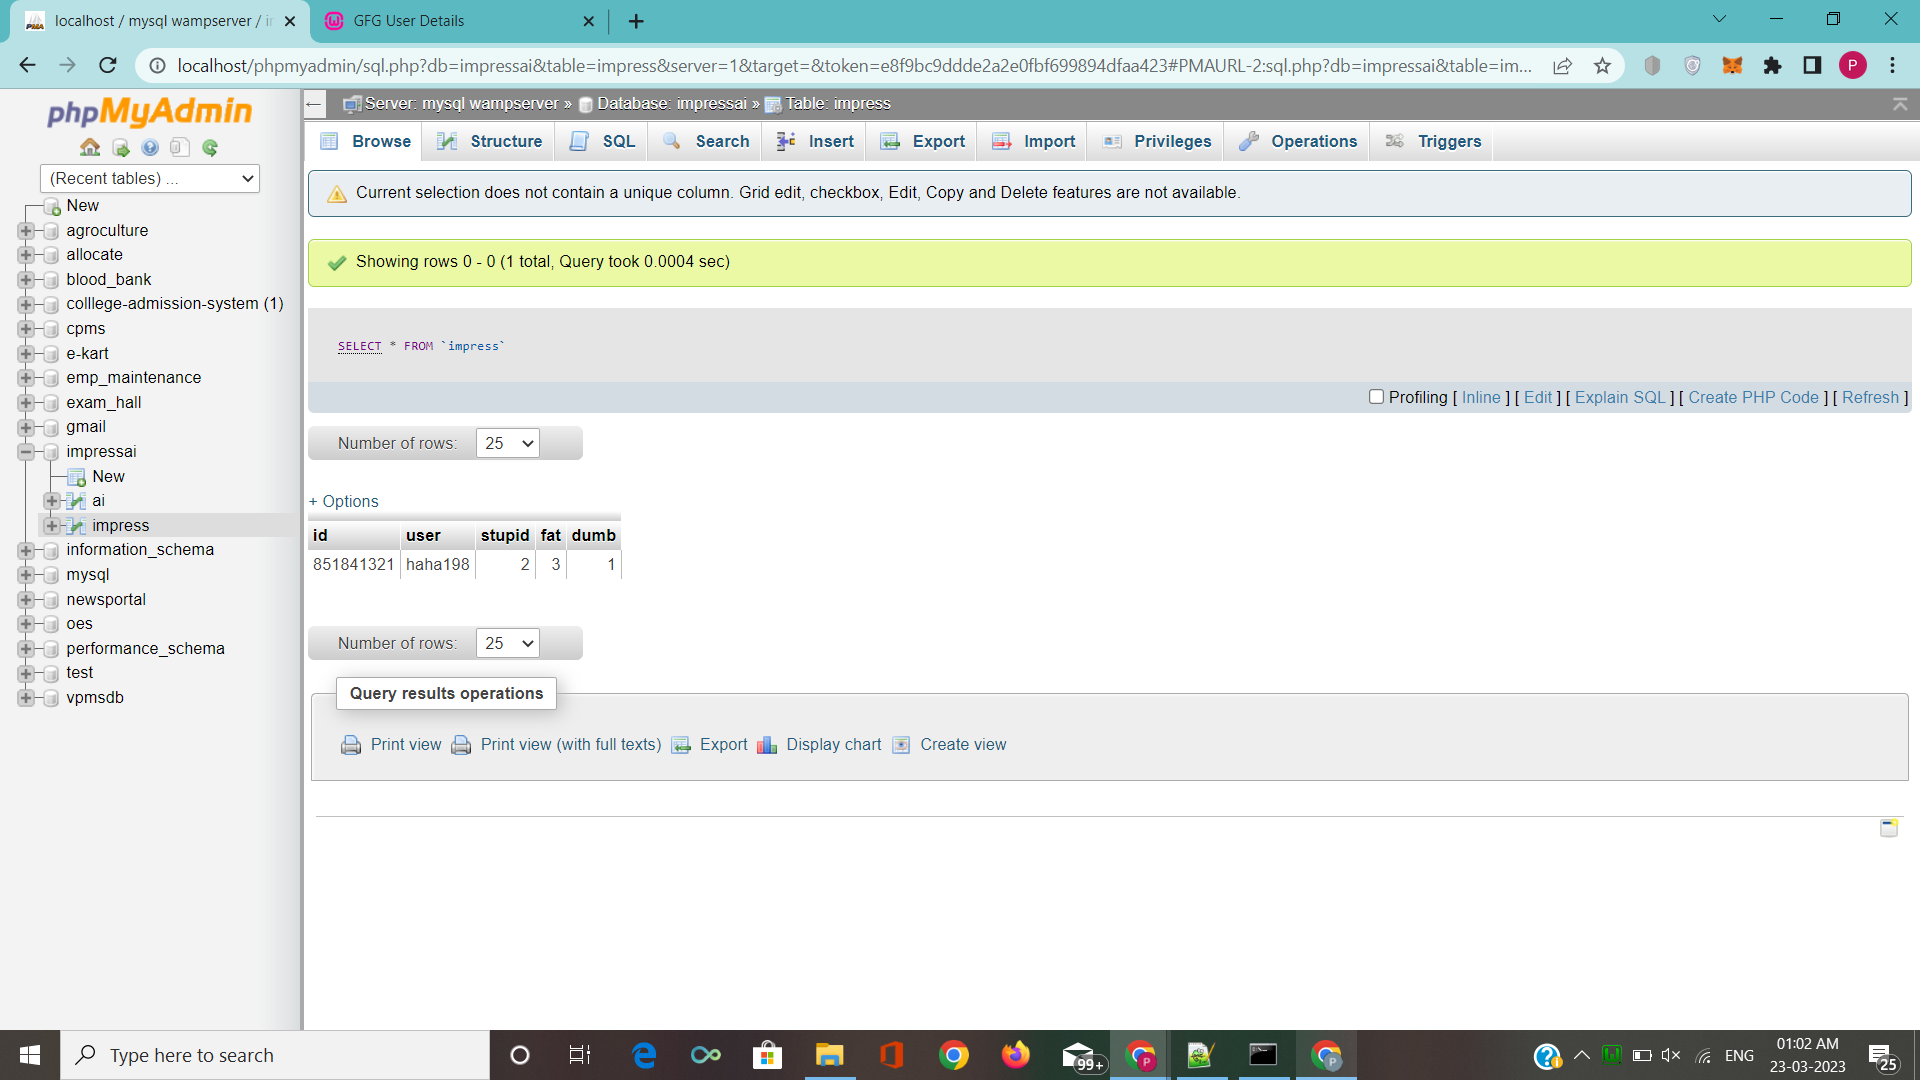 localhost / mysql wampserver / ir
GFG User Details
localhost/phpmyadmin/sql.php?db=impressai&table=impress&server=1&target=&token=e8f9bc9ddde2a2e0fbf699894dfaa423#PMAURL-2:sql.php?db=impressai&table=im...
P
phpMyAdmin
Server: mysql wampserver » Database: impressai » Table: impress
Browse Structure SQL Search Insert Export Import Privileges Operations Triggers
(Recent tables) ...
New
agroculture
allocate
blood_bank
colllege-admission-system (1)
cpms
e-kart
emp_maintenance
exam_hall
gmail
impressai
New
ai
impress
information_schema
mysql
newsportal
oes
performance_schema
test
vpmsdb
Current selection does not contain a unique column. Grid edit, checkbox, Edit, Copy and Delete features are not available.
Showing rows 0 - 0 (1 total, Query took 0.0004 sec)
SELECT * FROM `impress`
Profiling [ Inline ] [ Edit ] [ Explain SQL ] [ Create PHP Code ] [ Refresh ]
Number of rows: 25
+ Options
id user stupid fat dumb
851841321 haha198 2 3 1
Number of rows: 25
Query results operations
Print view Print view (with full texts) Export Display chart Create view
Type here to search
99+
ENG
01:02 AM
23-03-2023
25